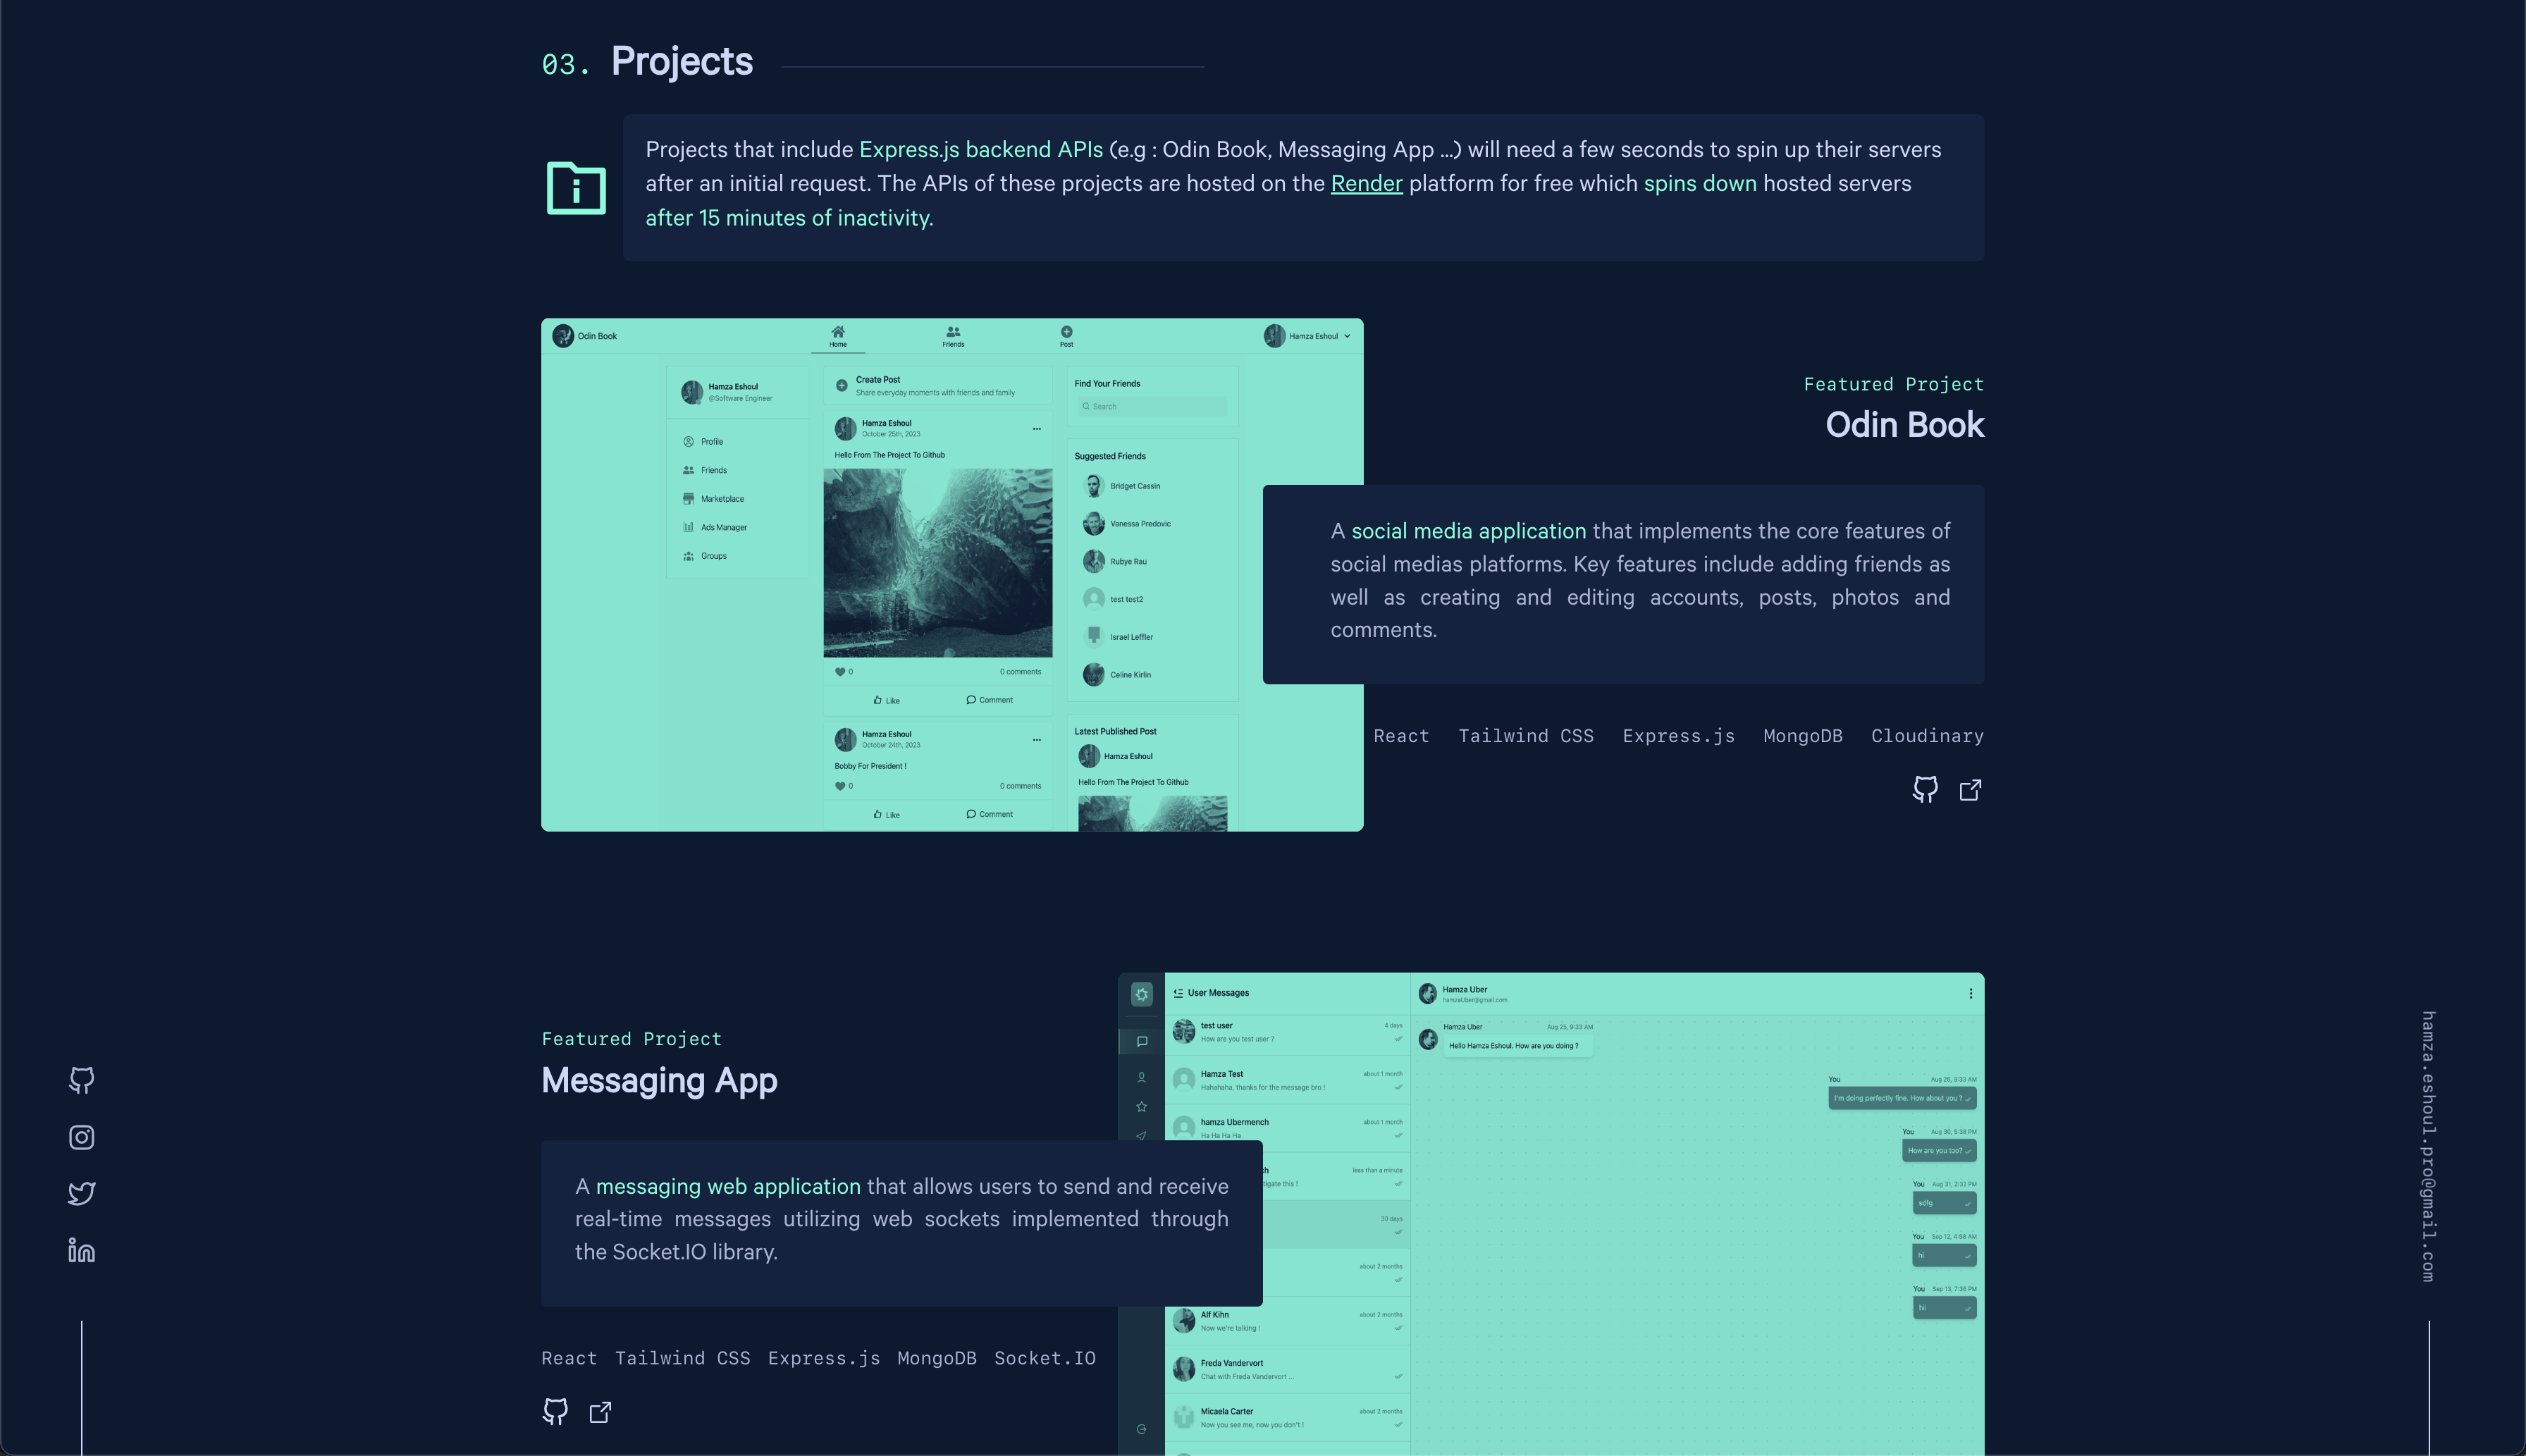 03. Projects
Projects that include Express.js backend APIs (e.g : Odin Book, Messaging App ...) will need a few seconds to spin up their servers
after an initial request. The APIs of these projects are hosted on the Render platform for free which spins down hosted servers
after 15 minutes of inactivity.
Odin Book
Home
Friends
Post
Hamza Eshoul
Hamza Eshoul
@Software Engineer
Profile
Friends
Marketplace
Ads Manager
Groups
Create Post
Share everyday moments with friends and family
Hamza Eshoul
October 25th, 2023
Hello From The Project To Github
0
0 comments
Like
Comment
Hamza Eshoul
October 24th, 2023
Bobby For President !
0
0 comments
Like
Comment
Find Your Friends
Search
Suggested Friends
Bridget Cassin
Vanessa Predovic
Rubye Rau
test test2
Israel Leffler
Celine Kirlin
Latest Published Post
Hamza Eshoul
Hello From The Project To Github
Featured Project
Odin Book
A social media application that implements the core features of
social medias platforms. Key features include adding friends as
well as creating and editing accounts, posts, photos and
comments.
React Tailwind CSS Express.js MongoDB Cloudinary
Featured Project
Messaging App
A messaging web application that allows users to send and receive
real-time messages utilizing web sockets implemented through
the Socket.IO library.
React Tailwind CSS Express.js MongoDB Socket.IO
User Messages
test user
4 days
How are you test user ?
Hamza Test
about 1 month
Hahahaha, thanks for the message bro !
hamza Ubermench
about 1 month
Ha Ha Ha Ha
less than a minute
this !
30 days
about 2 months
Alf Kihn
about 2 months
Now we're talking !
Freda Vandervort
Chat with Freda Vandervort ...
Micaela Carter
about 2 months
Now you see me, now you don't !
Hamza Uber
hamzaUber@gmail.com
Hamza Uber Aug 25, 9:33 AM
Hello Hamza Eshoul. How are you doing ?
You Aug 25, 9:33 AM
I'm doing perfectly fine. How about you ?
You Aug 30, 5:38 PM
How are you too?
You Aug 31, 2:32 PM
sdfg
You Sep 12, 4:58 AM
hi
You Sep 13, 7:36 PM
hii
hamza.eshoul.pro@gmail.com